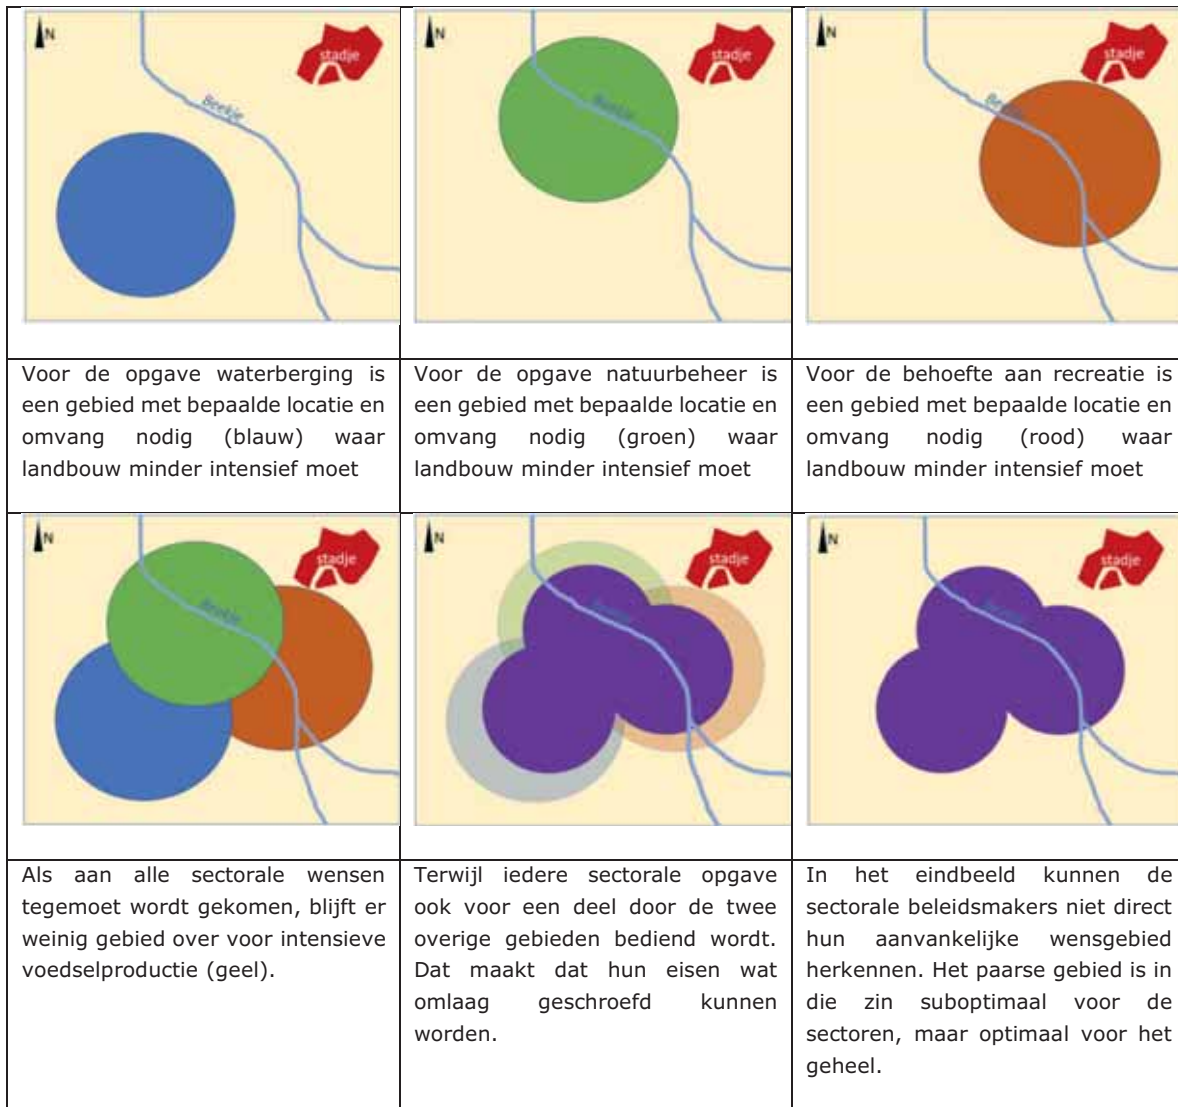 N
stadje
Beekje
N
stadje
Beekje
N
stadje
Beekje
Voor de opgave waterberging is
een gebied met bepaalde locatie en
omvang nodig (blauw) waar
landbouw minder intensief moet
Voor de opgave natuurbeheer is
een gebied met bepaalde locatie en
omvang nodig (groen) waar
landbouw minder intensief moet
Voor de behoefte aan recreatie is
een gebied met bepaalde locatie en
omvang nodig (rood) waar
landbouw minder intensief moet
N
stadje
Beekje
N
stadje
Beekje
N
stadje
Beekje
Als aan alle sectorale wensen
tegemoet wordt gekomen, blijft er
weinig gebied over voor intensieve
voedselproductie (geel).
Terwijl iedere sectorale opgave
ook voor een deel door de twee
overige gebieden bediend wordt.
Dat maakt dat hun eisen wat
omlaag geschroefd kunnen
worden.
In het eindbeeld kunnen de
sectorale beleidsmakers niet direct
hun aanvankelijke wensgebied
herkennen. Het paarse gebied is in
die zin suboptimaal voor de
sectoren, maar optimaal voor het
geheel.